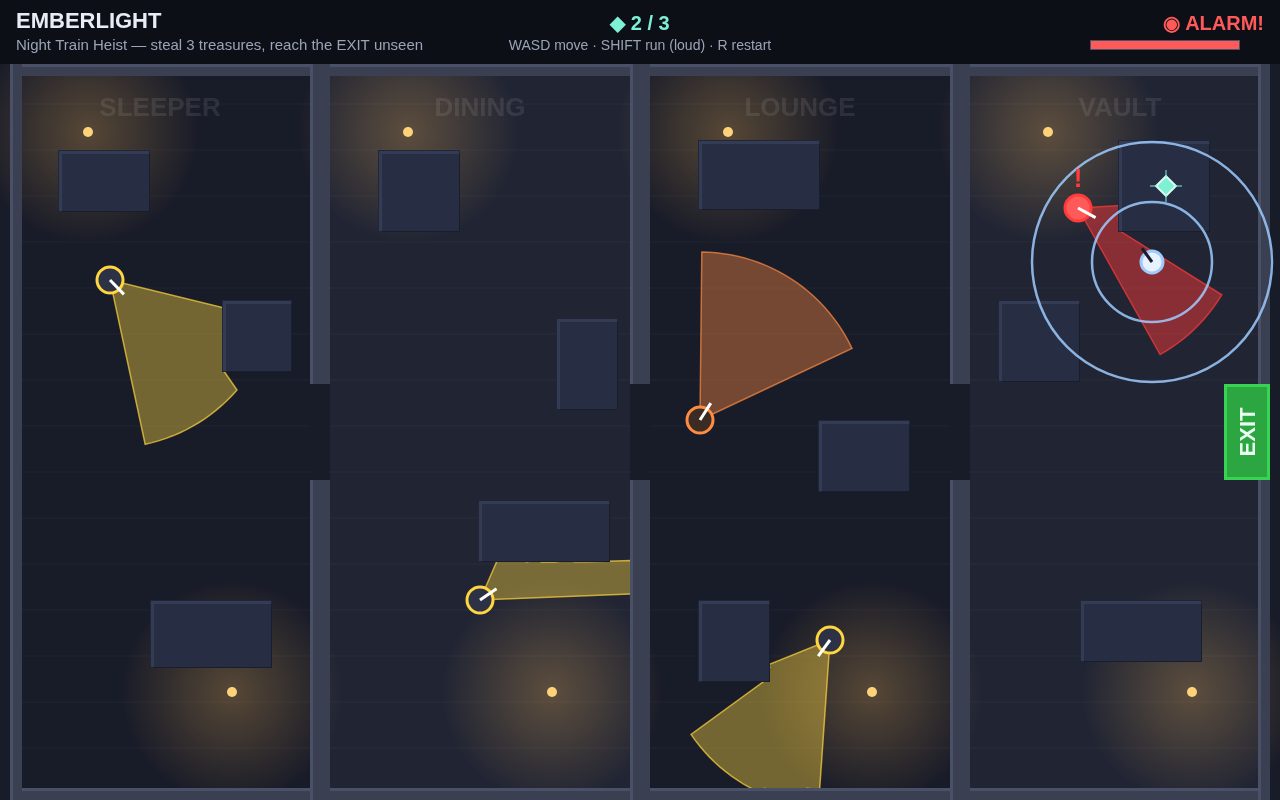 EMBERLIGHT
Night Train Heist — steal 3 treasures, reach the EXIT unseen
◆ 2 / 3
WASD move · SHIFT run (loud) · R restart
◉ ALARM!
SLEEPER
DINING
LOUNGE
VAULT
!
EXIT